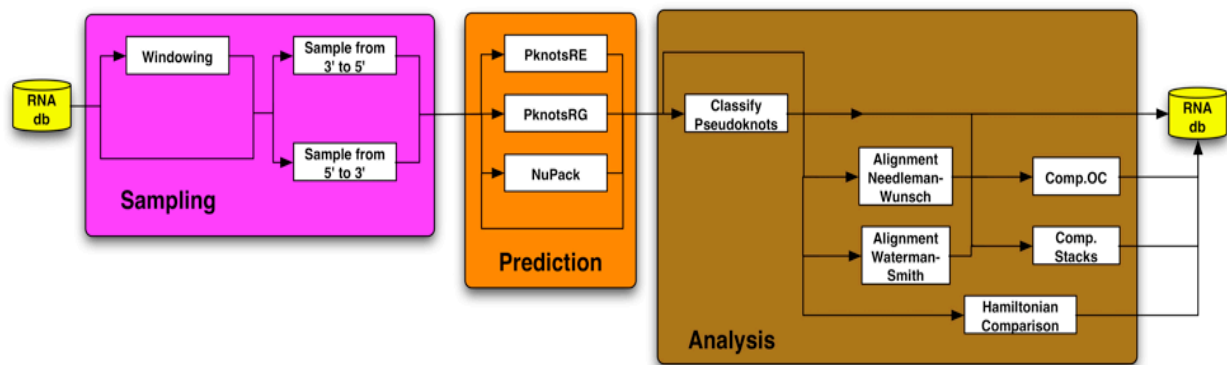 RNA
db
Windowing
Sample from
3' to 5'
Sample from
5' to 3'
Sampling
PknotsRE
PknotsRG
NuPack
Prediction
Classify
Pseudoknots
Alignment
Needleman-
Wunsch
Alignment
Waterman-
Smith
Comp.OC
Comp.
Stacks
Hamiltonian
Comparison
Analysis
RNA
db